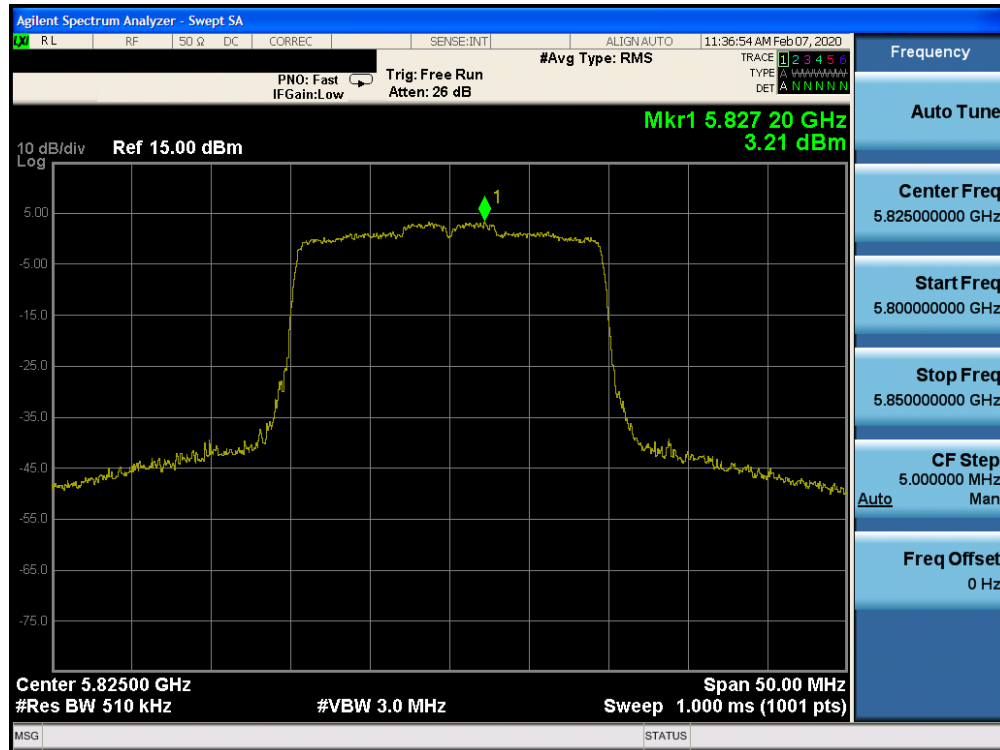 Agilent Spectrum Analyzer - Swept SA
LXI RL RF 50 Ω DC CORREC SENSE:INT ALIGN AUTO 11:36:54 AM Feb 07, 2020
PNO: Fast
IFGain:Low
Trig: Free Run
Atten: 26 dB
#Avg Type: RMS
TRACE 1 2 3 4 5 6
TYPE A WWWWW
DET A N N N N N
Mkr1 5.827 20 GHz
3.21 dBm
10 dB/div
Log
Ref 15.00 dBm
1
5.00
-5.00
-15.0
-25.0
-35.0
-45.0
-55.0
-65.0
-75.0
Center 5.82500 GHz
#Res BW 510 kHz
#VBW 3.0 MHz
Span 50.00 MHz
Sweep 1.000 ms (1001 pts)
MSG
STATUS
Frequency
Auto Tune
Center Freq
5.825000000 GHz
Start Freq
5.800000000 GHz
Stop Freq
5.850000000 GHz
CF Step
5.000000 MHz
Auto Man
Freq Offset
0 Hz